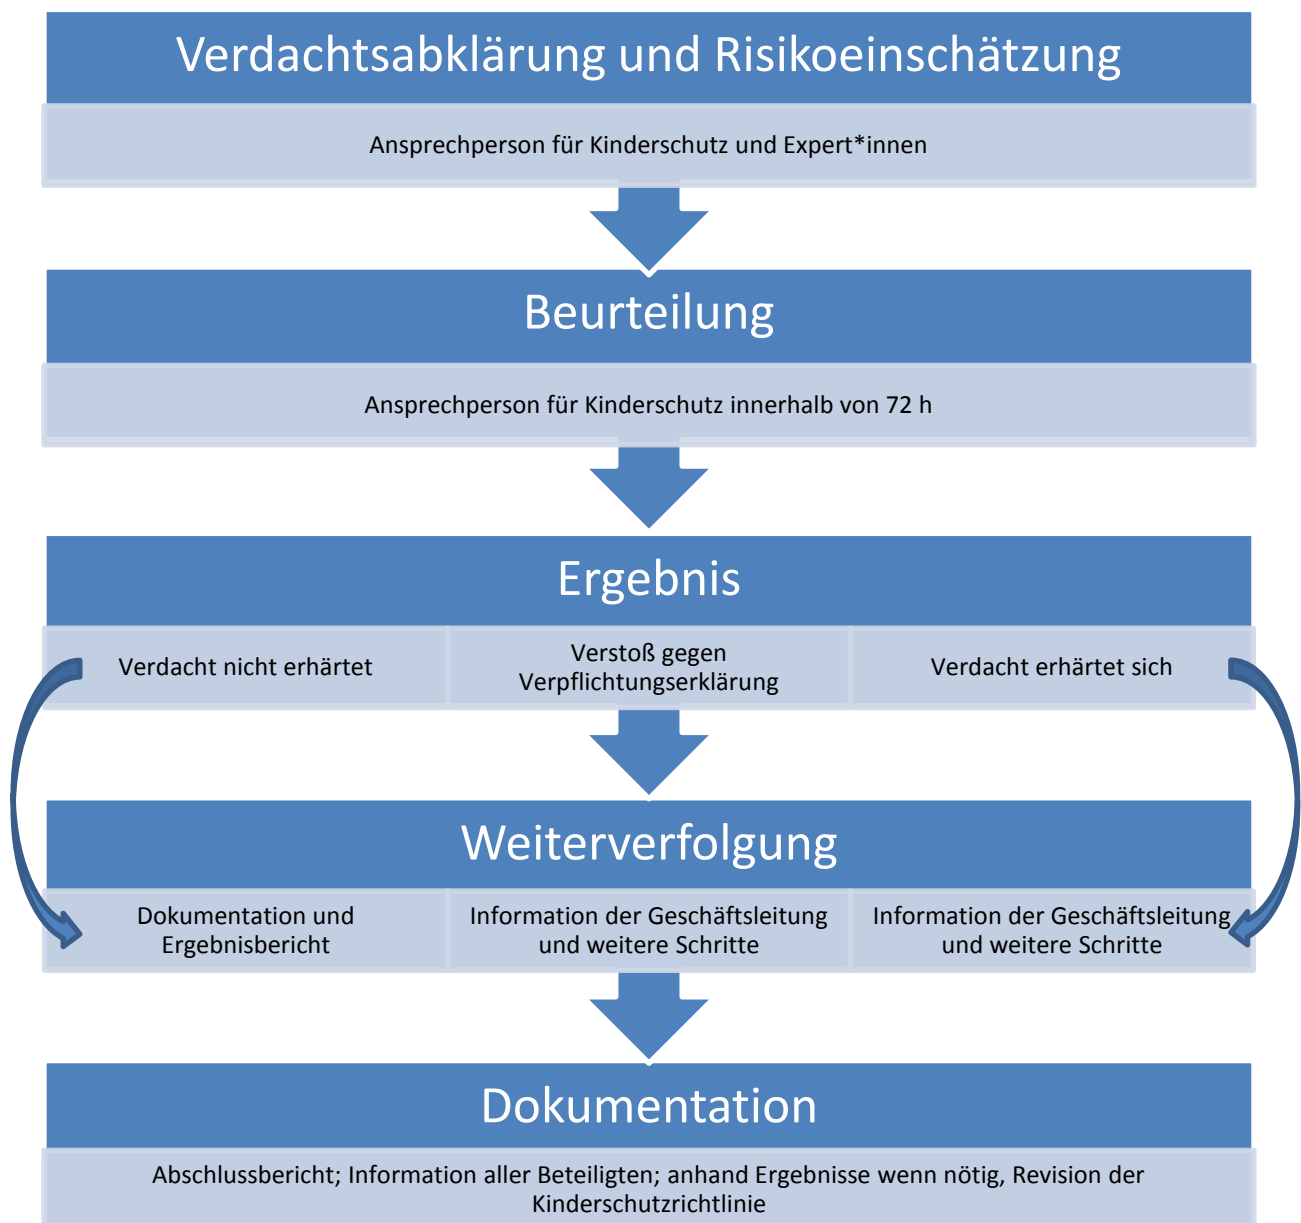 Verdachtsabklärung und Risikoeinschätzung
Ansprechperson für Kinderschutz und Expert*innen
Beurteilung
Ansprechperson für Kinderschutz innerhalb von 72 h
Ergebnis
Verdacht nicht erhärtet
Verstoß gegen
Verpflichtungserklärung
Verdacht erhärtet sich
Weiterverfolgung
Dokumentation und
Ergebnisbericht
Information der Geschäftsleitung
und weitere Schritte
Information der Geschäftsleitung
und weitere Schritte
Dokumentation
Abschlussbericht; Information aller Beteiligten; anhand Ergebnisse wenn nötig, Revision der
Kinderschutzrichtlinie